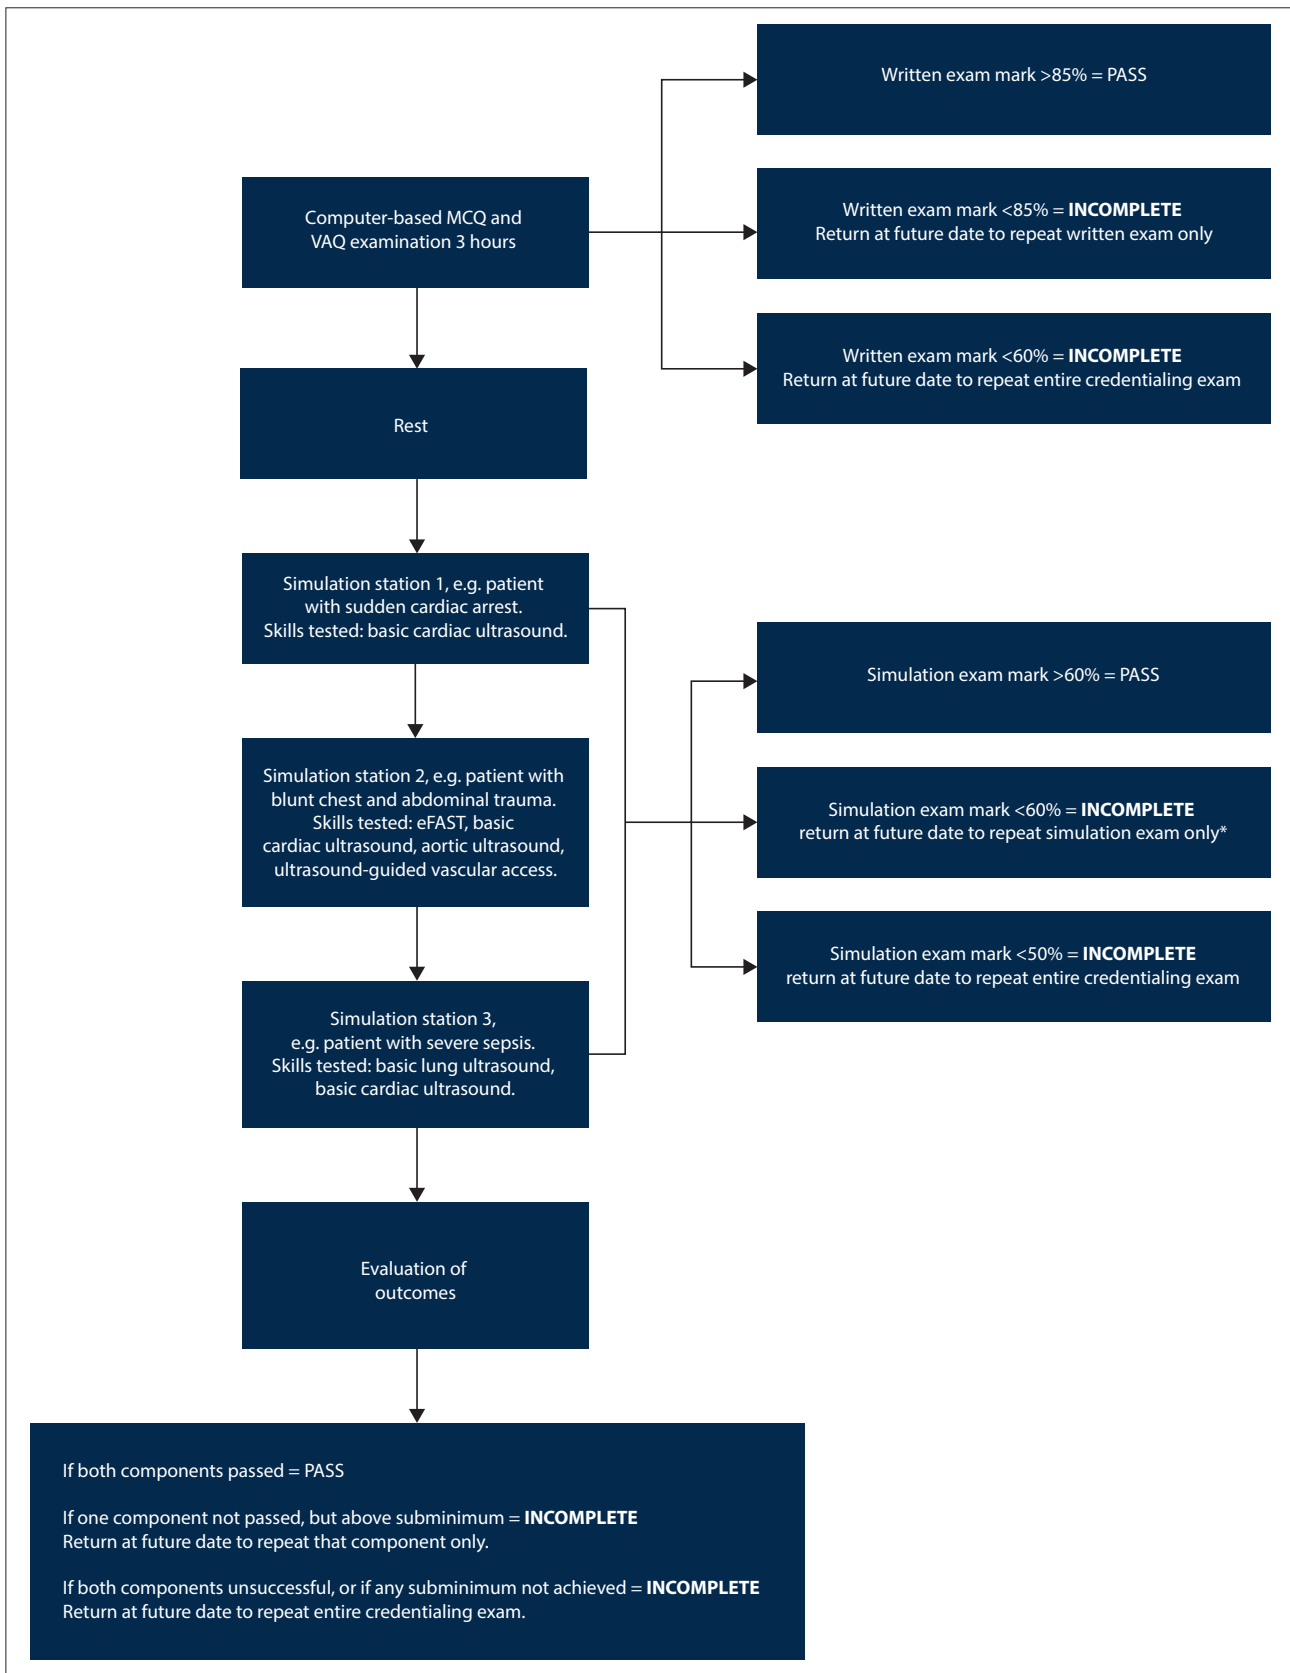 Written exam mark >85% = PASS
Computer-based MCQ and
VAQ examination 3 hours
Written exam mark <85% = INCOMPLETE
Return at future date to repeat written exam only
Written exam mark <60% = INCOMPLETE
Return at future date to repeat entire credentialing exam
Rest
Simulation station 1, e.g. patient
with sudden cardiac arrest.
Skills tested: basic cardiac ultrasound.
Simulation station 2, e.g. patient with
blunt chest and abdominal trauma.
Skills tested: eFAST, basic
cardiac ultrasound, aortic ultrasound,
ultrasound-guided vascular access.
Simulation station 3,
e.g. patient with severe sepsis.
Skills tested: basic lung ultrasound,
basic cardiac ultrasound.
Simulation exam mark >60% = PASS
Simulation exam mark <60% = INCOMPLETE
return at future date to repeat simulation exam only*
Simulation exam mark <50% = INCOMPLETE
return at future date to repeat entire credentialing exam
Evaluation of
outcomes
If both components passed = PASS
If one component not passed, but above subminimum = INCOMPLETE
Return at future date to repeat that component only.
If both components unsuccessful, or if any subminimum not achieved = INCOMPLETE
Return at future date to repeat entire credentialing exam.